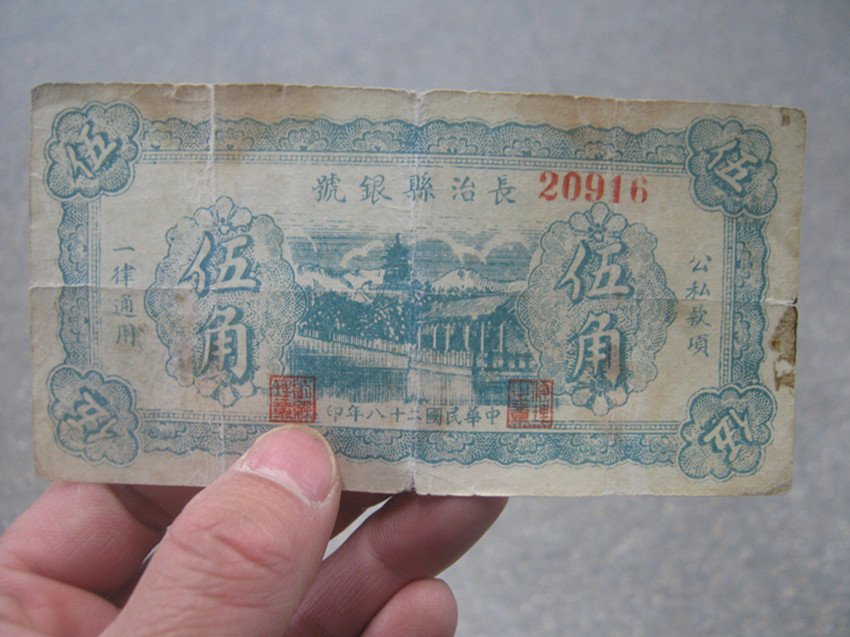 長治縣銀號
20916
伍
伍
伍角
伍角
公私款項
一律通用
中華民國二十八年印
伍
伍